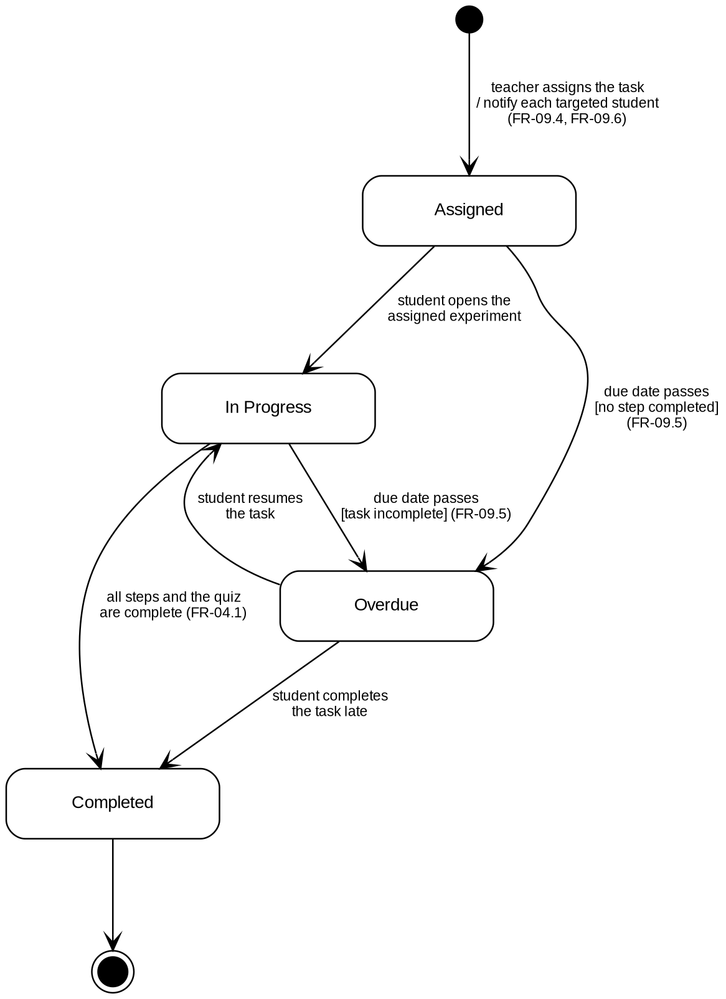 teacher assigns the task
/ notify each targeted student
(FR-09.4, FR-09.6)
Assigned
student opens the
assigned experiment
due date passes
[no step completed]
(FR-09.5)
In Progress
student resumes
the task
due date passes
[task incomplete] (FR-09.5)
all steps and the quiz
are complete (FR-04.1)
Overdue
student completes
the task late
Completed